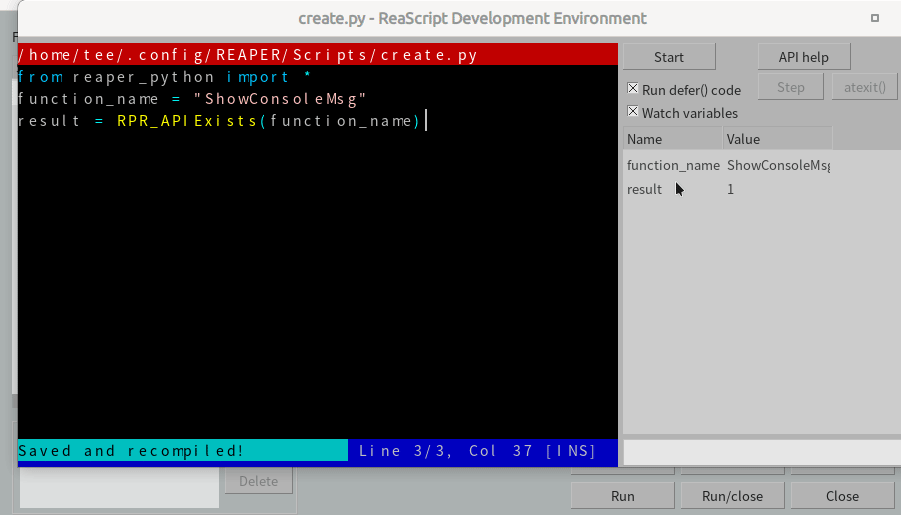 create.py - ReaScript Development Environment
/home/tee/.config/REAPER/Scripts/create.py
from reaper_python import *
function_name = "ShowConsoleMsg"
result = RPR_APIExists(function_name)
Saved and recompiled!
Line 3/3, Col 37 [INS]
Start
API help
Run defer() code
Step
atexit()
Watch variables
Name
Value
function_name
ShowConsoleMsg
result
1
Delete
Run
Run/close
Close